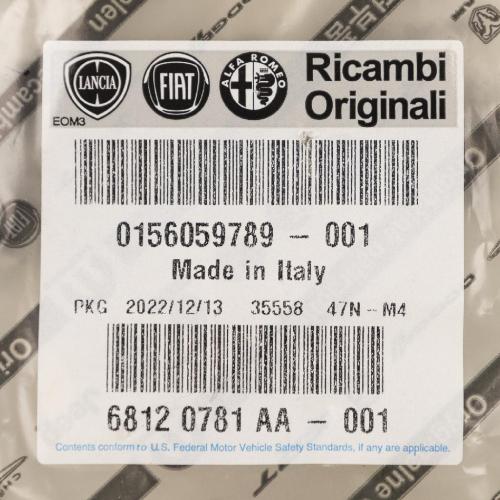 LANCIA FIAT ALFA ROMEO Ricambi
Originali
EOM3
0156059789 - 001
Made in Italy
PKG 2022/12/13 35558 47N-M4
6812 0781 AA - 001
Contents conform to U.S. Federal Motor Vehicle Safety Standards, if any are applicable.